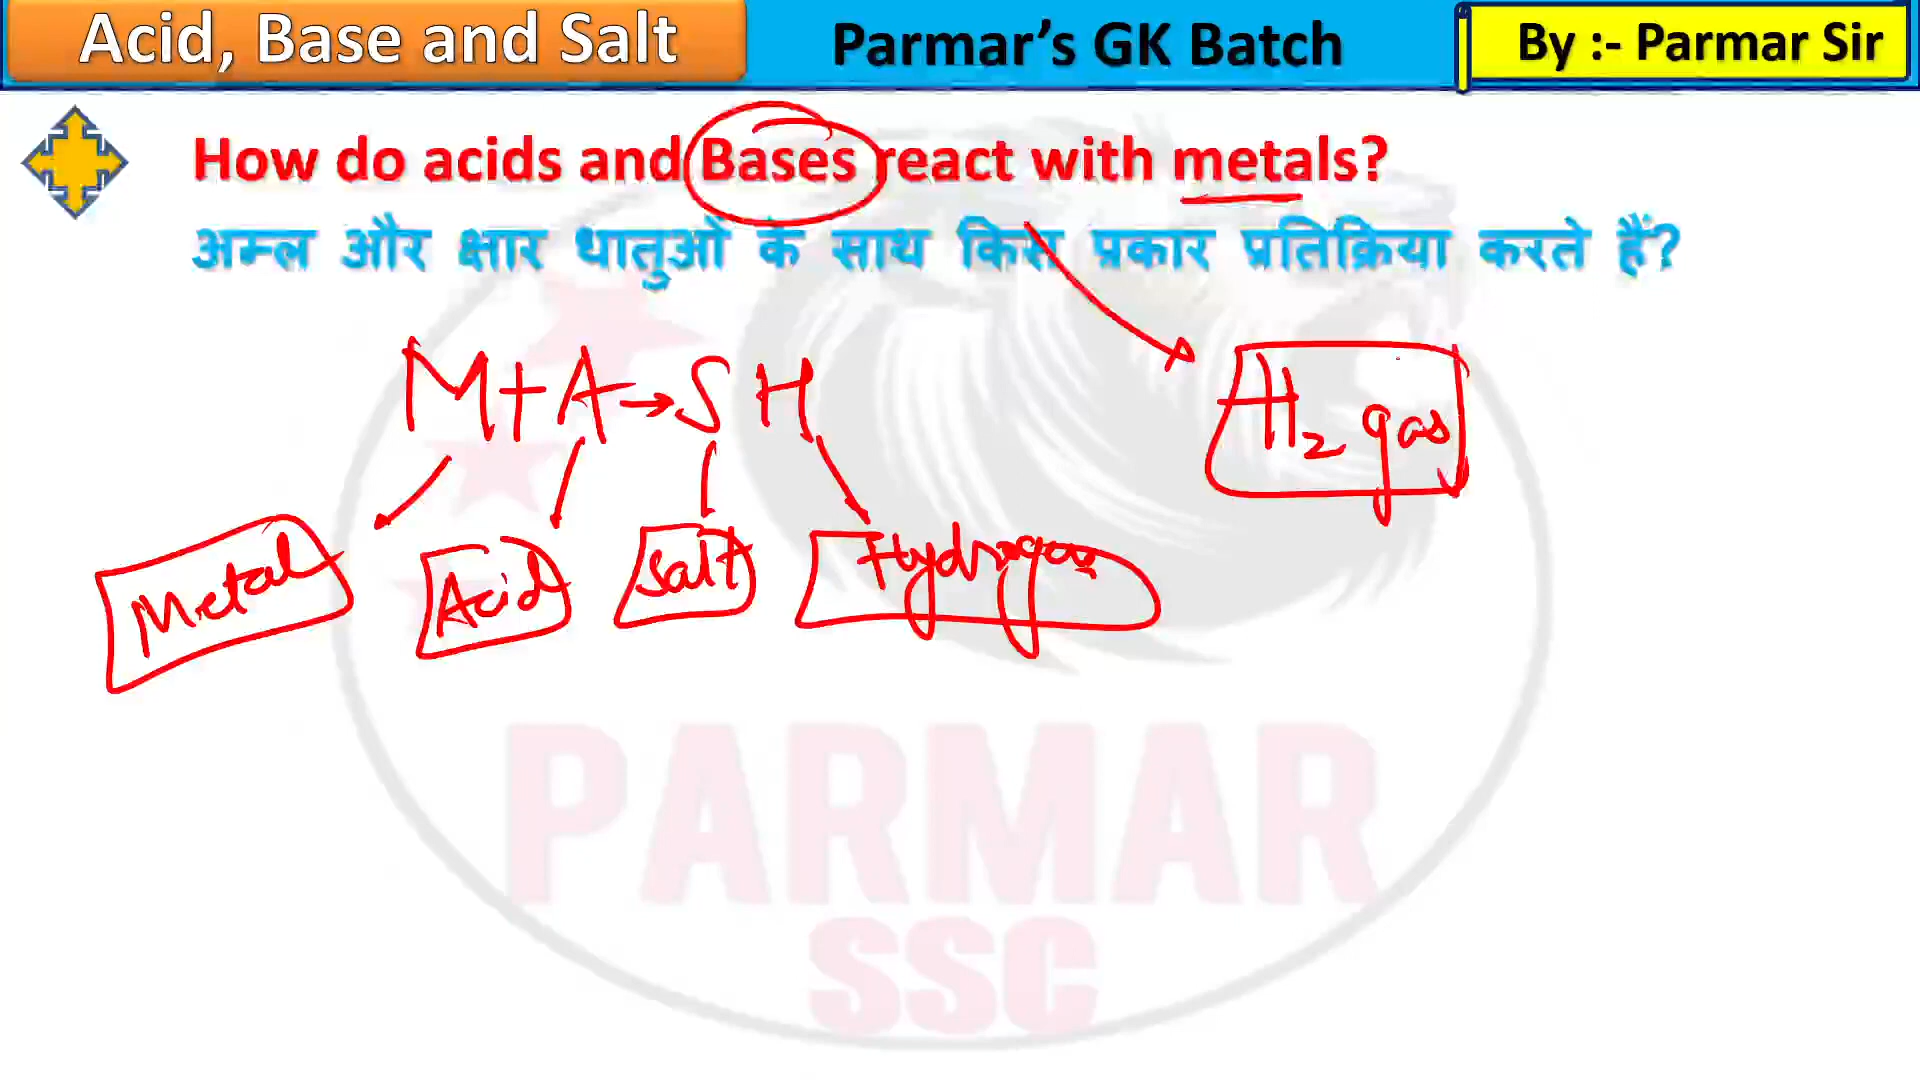 Acid, Base and Salt
Parmar's GK Batch
By :- Parmar Sir
How do acids and Bases react with metals?
अम्ल और क्षार धातुओं के साथ किस प्रकार प्रतिक्रिया करते हैं?
M+A→S H
H₂ gas
Metal
Acid
Salt
PARMAR
SSC